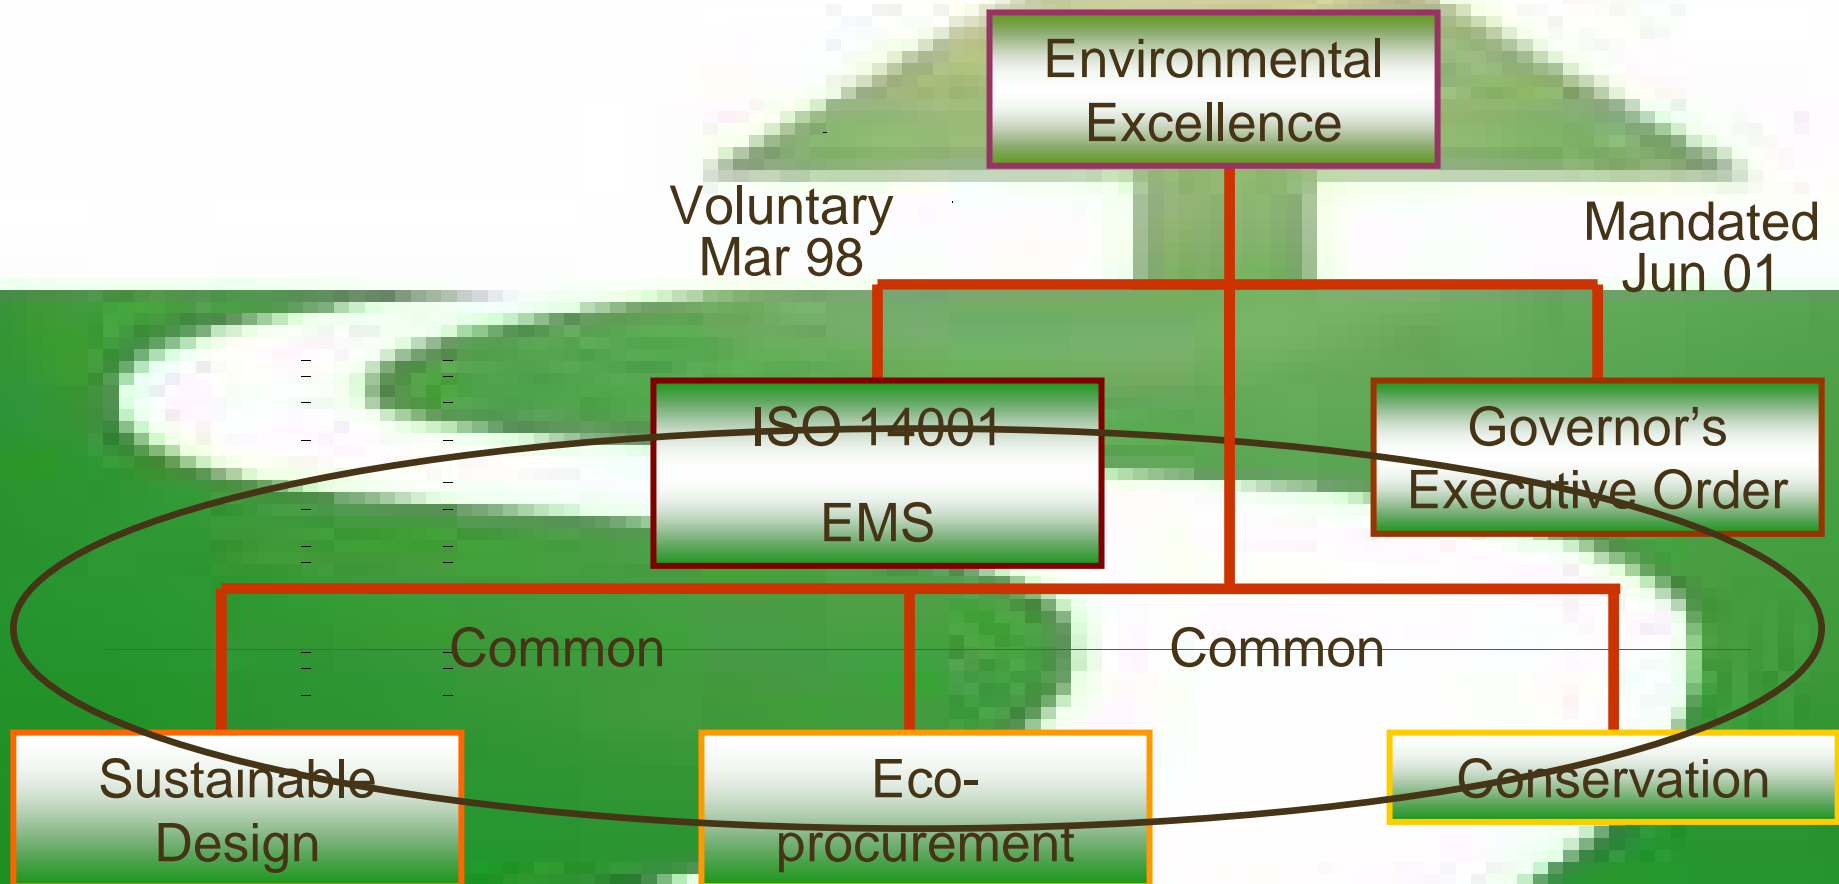 Environmental
Excellence
Voluntary
Mar 98
Mandated
Jun 01
ISO 14001
EMS
Governor’s
Executive Order
Common
Common
Sustainable
Design
Eco-
procurement
Conservation